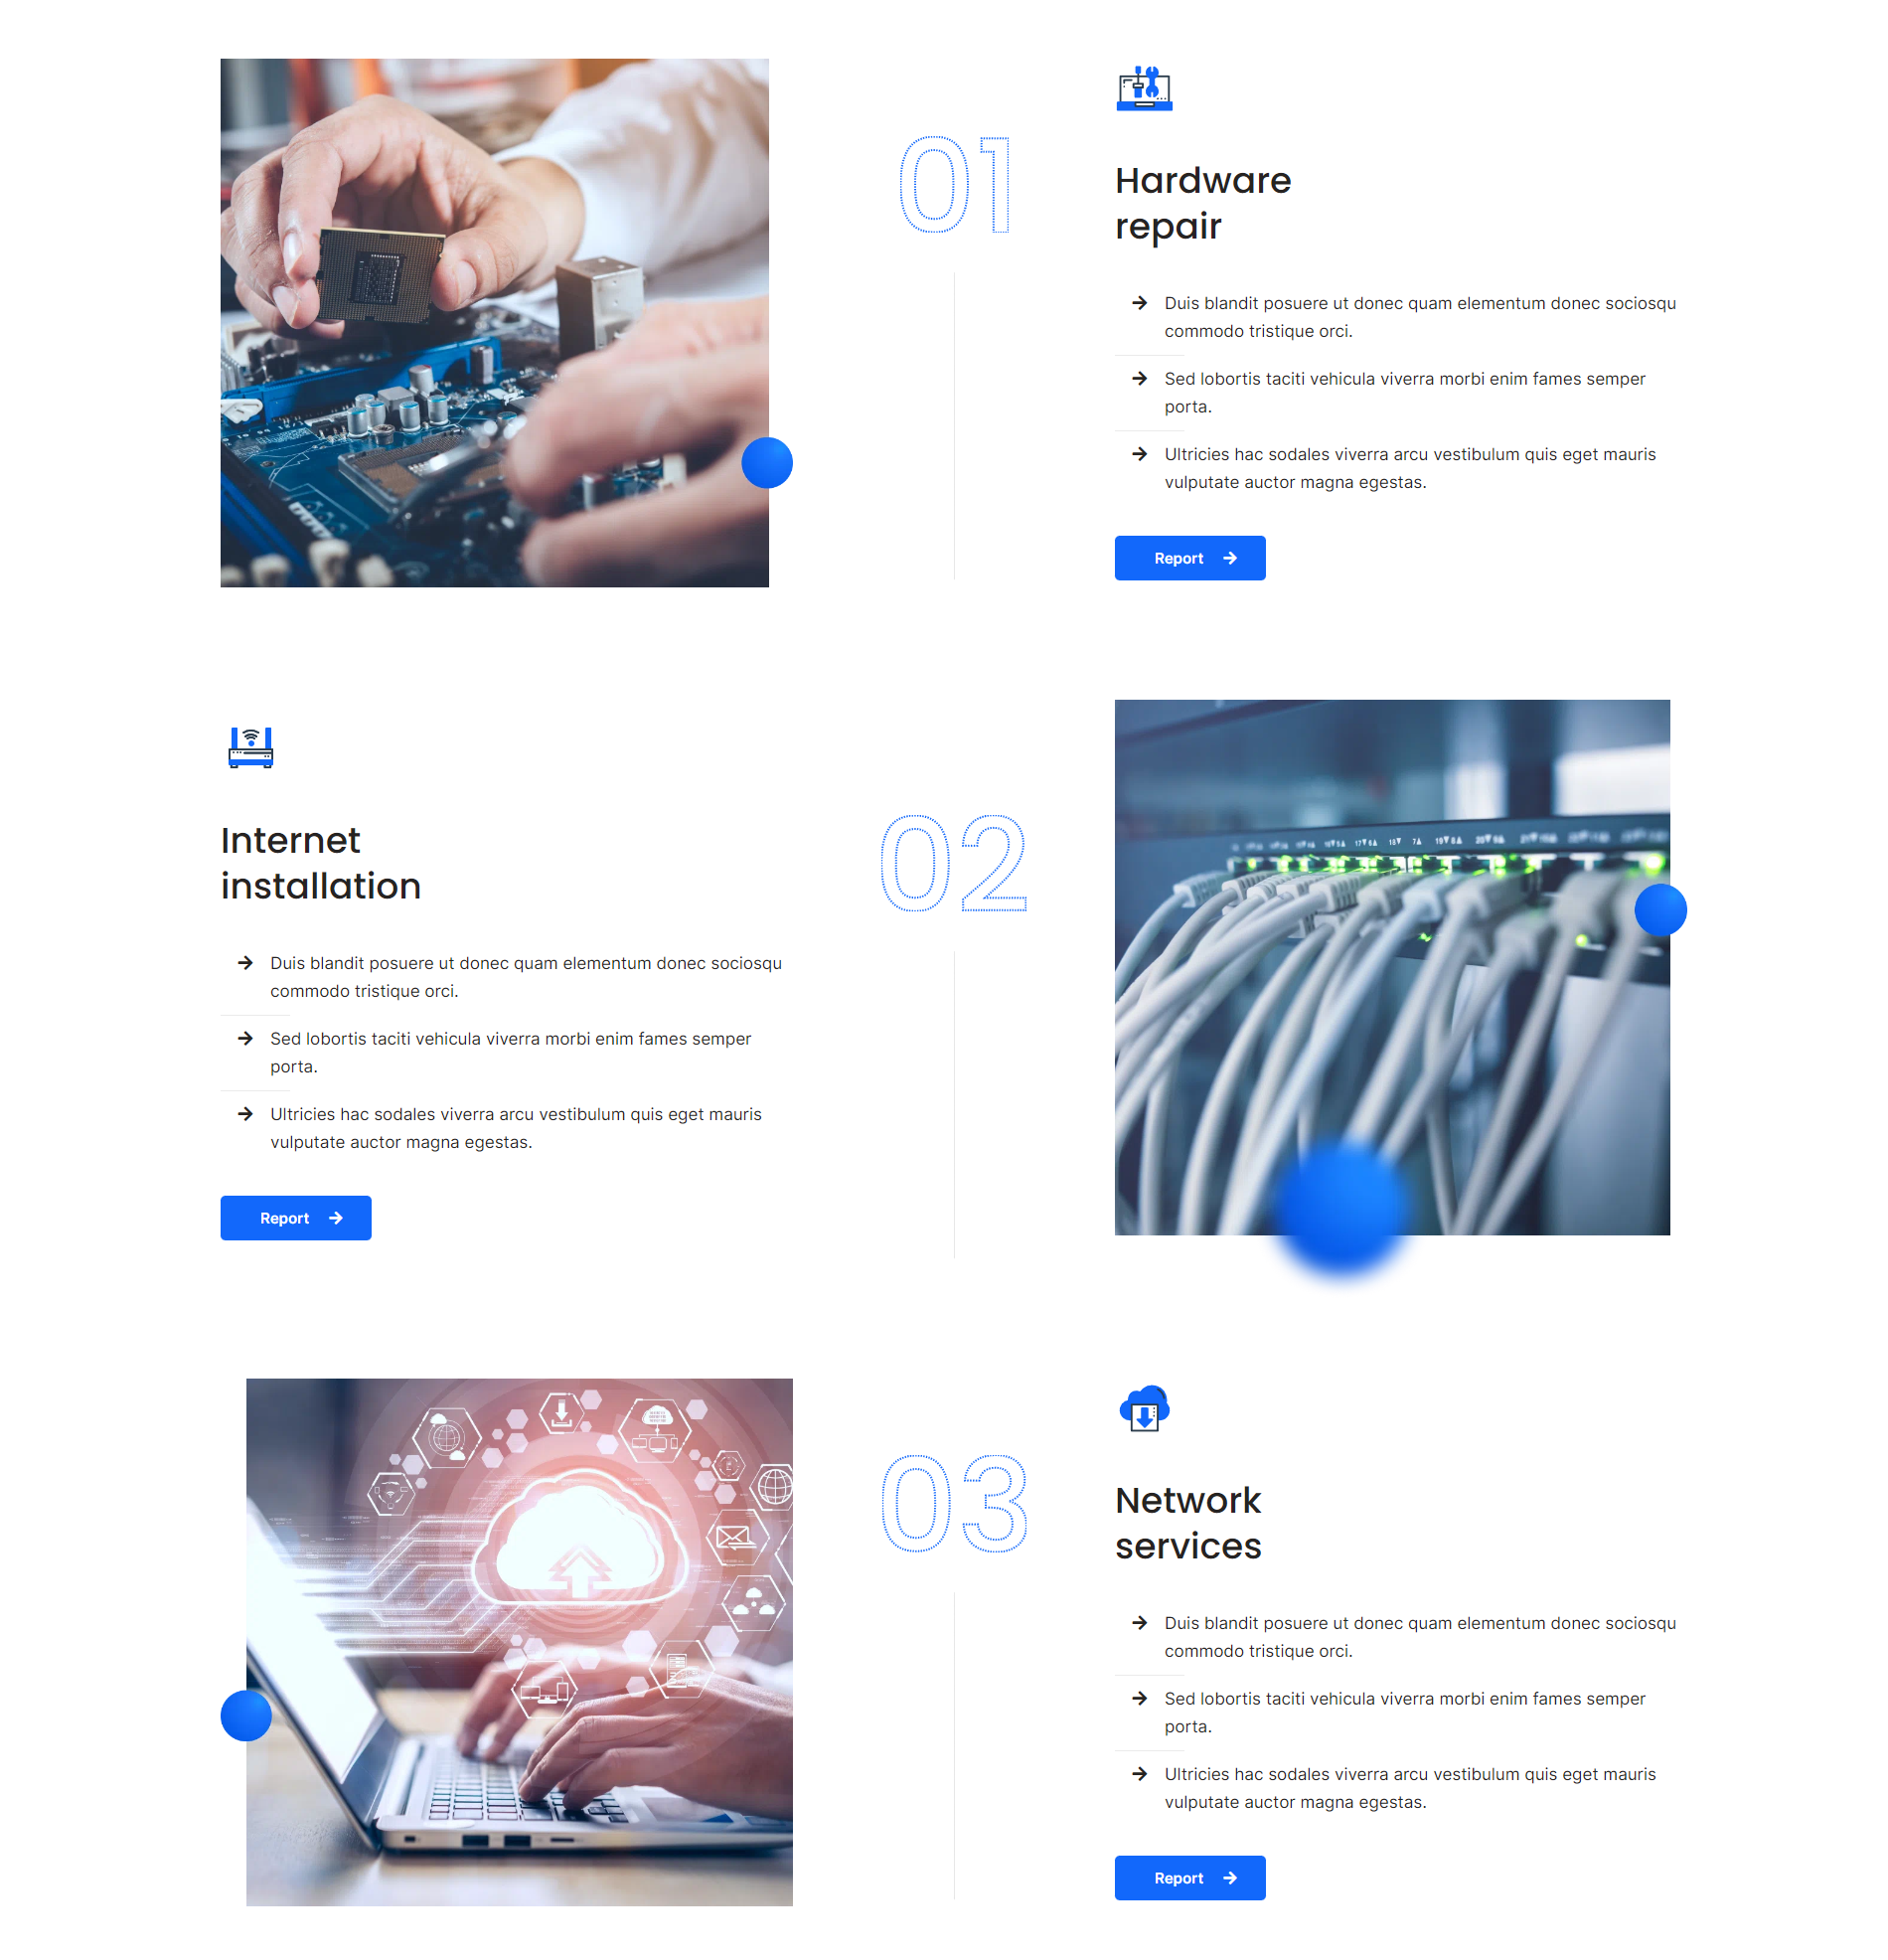 01
Hardware
repair
Duis blandit posuere ut donec quam elementum donec sociosqu
commodo tristique orci.
Sed lobortis taciti vehicula viverra morbi enim fames semper
porta.
Ultricies hac sodales viverra arcu vestibulum quis eget mauris
vulputate auctor magna egestas.
Report
Internet
installation
Duis blandit posuere ut donec quam elementum donec sociosqu
commodo tristique orci.
Sed lobortis taciti vehicula viverra morbi enim fames semper
porta.
Ultricies hac sodales viverra arcu vestibulum quis eget mauris
vulputate auctor magna egestas.
Report
02
03
Network
services
Duis blandit posuere ut donec quam elementum donec sociosqu
commodo tristique orci.
Sed lobortis taciti vehicula viverra morbi enim fames semper
porta.
Ultricies hac sodales viverra arcu vestibulum quis eget mauris
vulputate auctor magna egestas.
Report